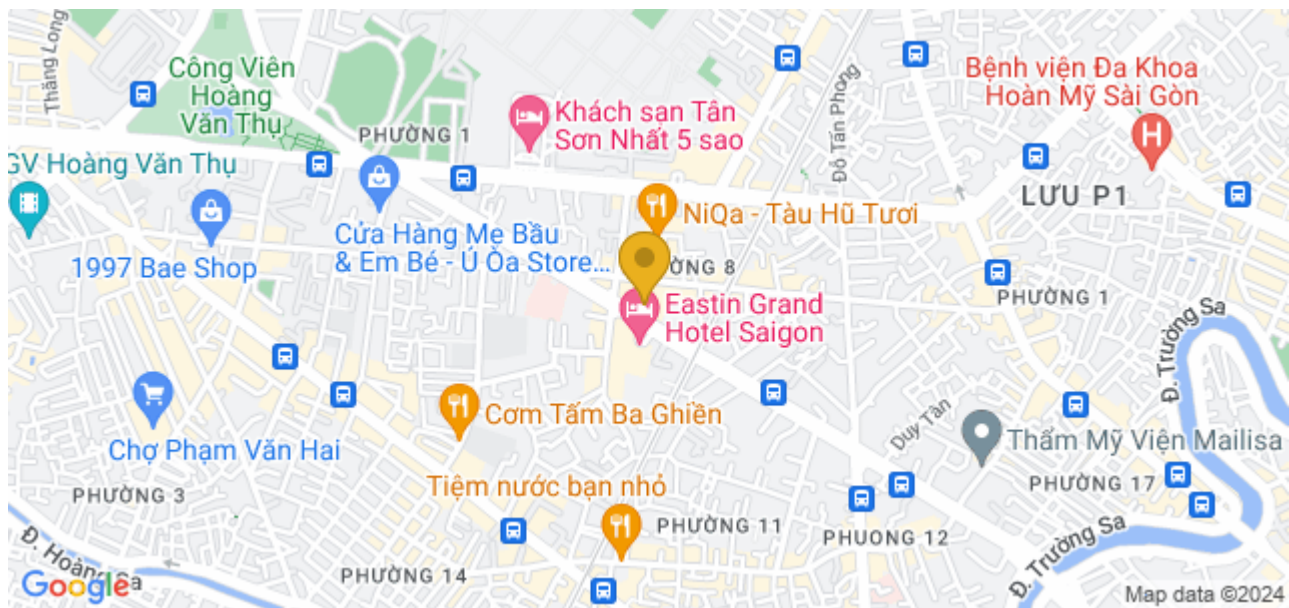 Thăng Long
Công Viên
Hoàng
Văn Thụ
PHƯỜNG 1
Khách sạn Tân
Sơn Nhất 5 sao
Đỗ Tấn Phong
Bệnh viện Đa Khoa
Hoàn Mỹ Sài Gòn
GV Hoàng Văn Thụ
LƯU P1
NiQa - Tàu Hũ Tươi
1997 Bae Shop
Cửa Hàng Mẹ Bầu
& Em Bé - Ú Òa Store...
ƯỜNG 8
PHƯỜNG 1
Eastin Grand
Hotel Saigon
Đ. Trường Sa
Chợ Phạm Văn Hai
Cơm Tấm Ba Ghiền
Duy Tân
Thẩm Mỹ Viện Mailisa
PHƯỜNG 3
Tiệm nước bạn nhỏ
PHƯỜNG 17
PHƯỜNG 11
PHUONG 12
Đ. Trường Sa
Đ. Hoàng Sa
PHƯỜNG 14
Google
Map data ©2024